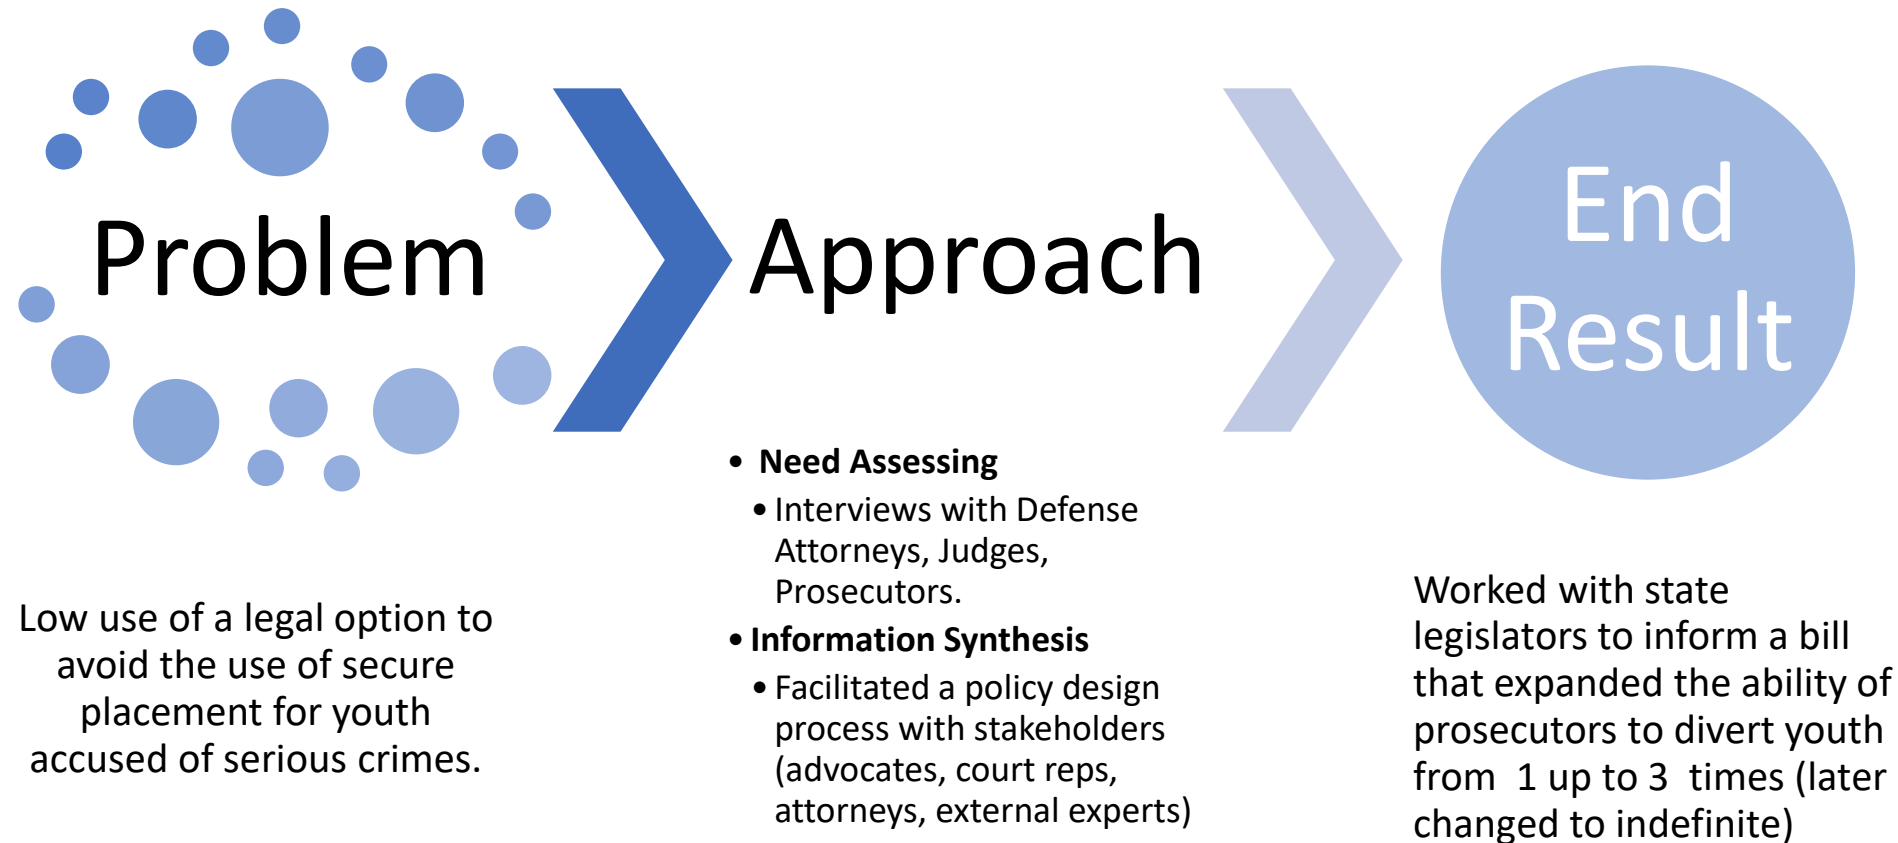 Problem
Low use of a legal option to
avoid the use of secure
placement for youth
accused of serious crimes.
Approach
• Need Assessing
• Interviews with Defense
Attorneys, Judges,
Prosecutors.
• Information Synthesis
• Facilitated a policy design
process with stakeholders
(advocates, court reps,
attorneys, external experts)
End
Result
Worked with state
legislators to inform a bill
that expanded the ability of
prosecutors to divert youth
from 1 up to 3 times (later
changed to indefinite)